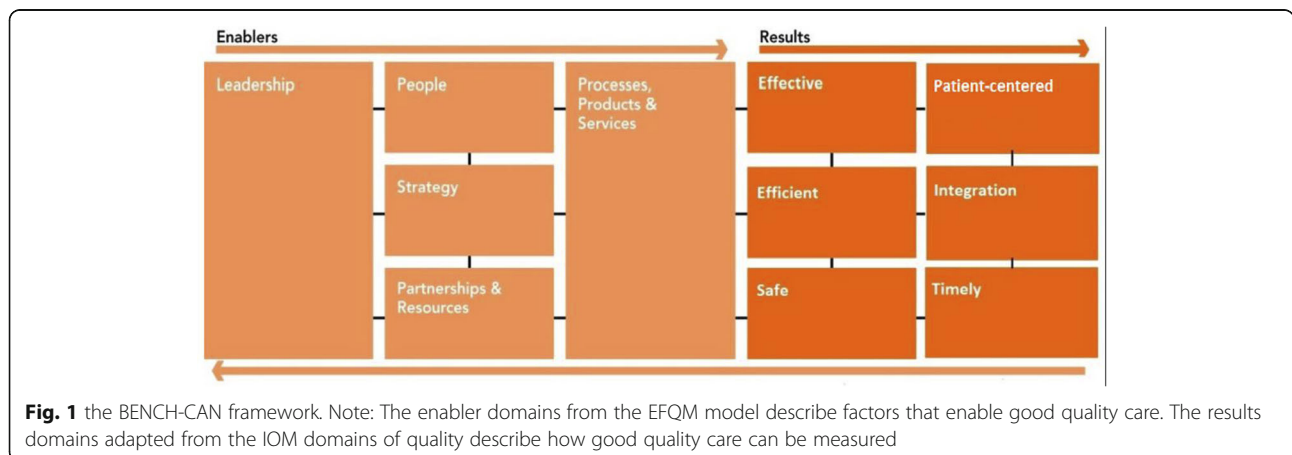 Enablers
Results
Leadership
People
Processes,
Products &
Services
Effective
Patient-centered
Strategy
Efficient
Integration
Partnerships &
Resources
Safe
Timely
Fig. 1 the BENCH-CAN framework. Note: The enabler domains from the EFQM model describe factors that enable good quality care. The results
domains adapted from the IOM domains of quality describe how good quality care can be measured